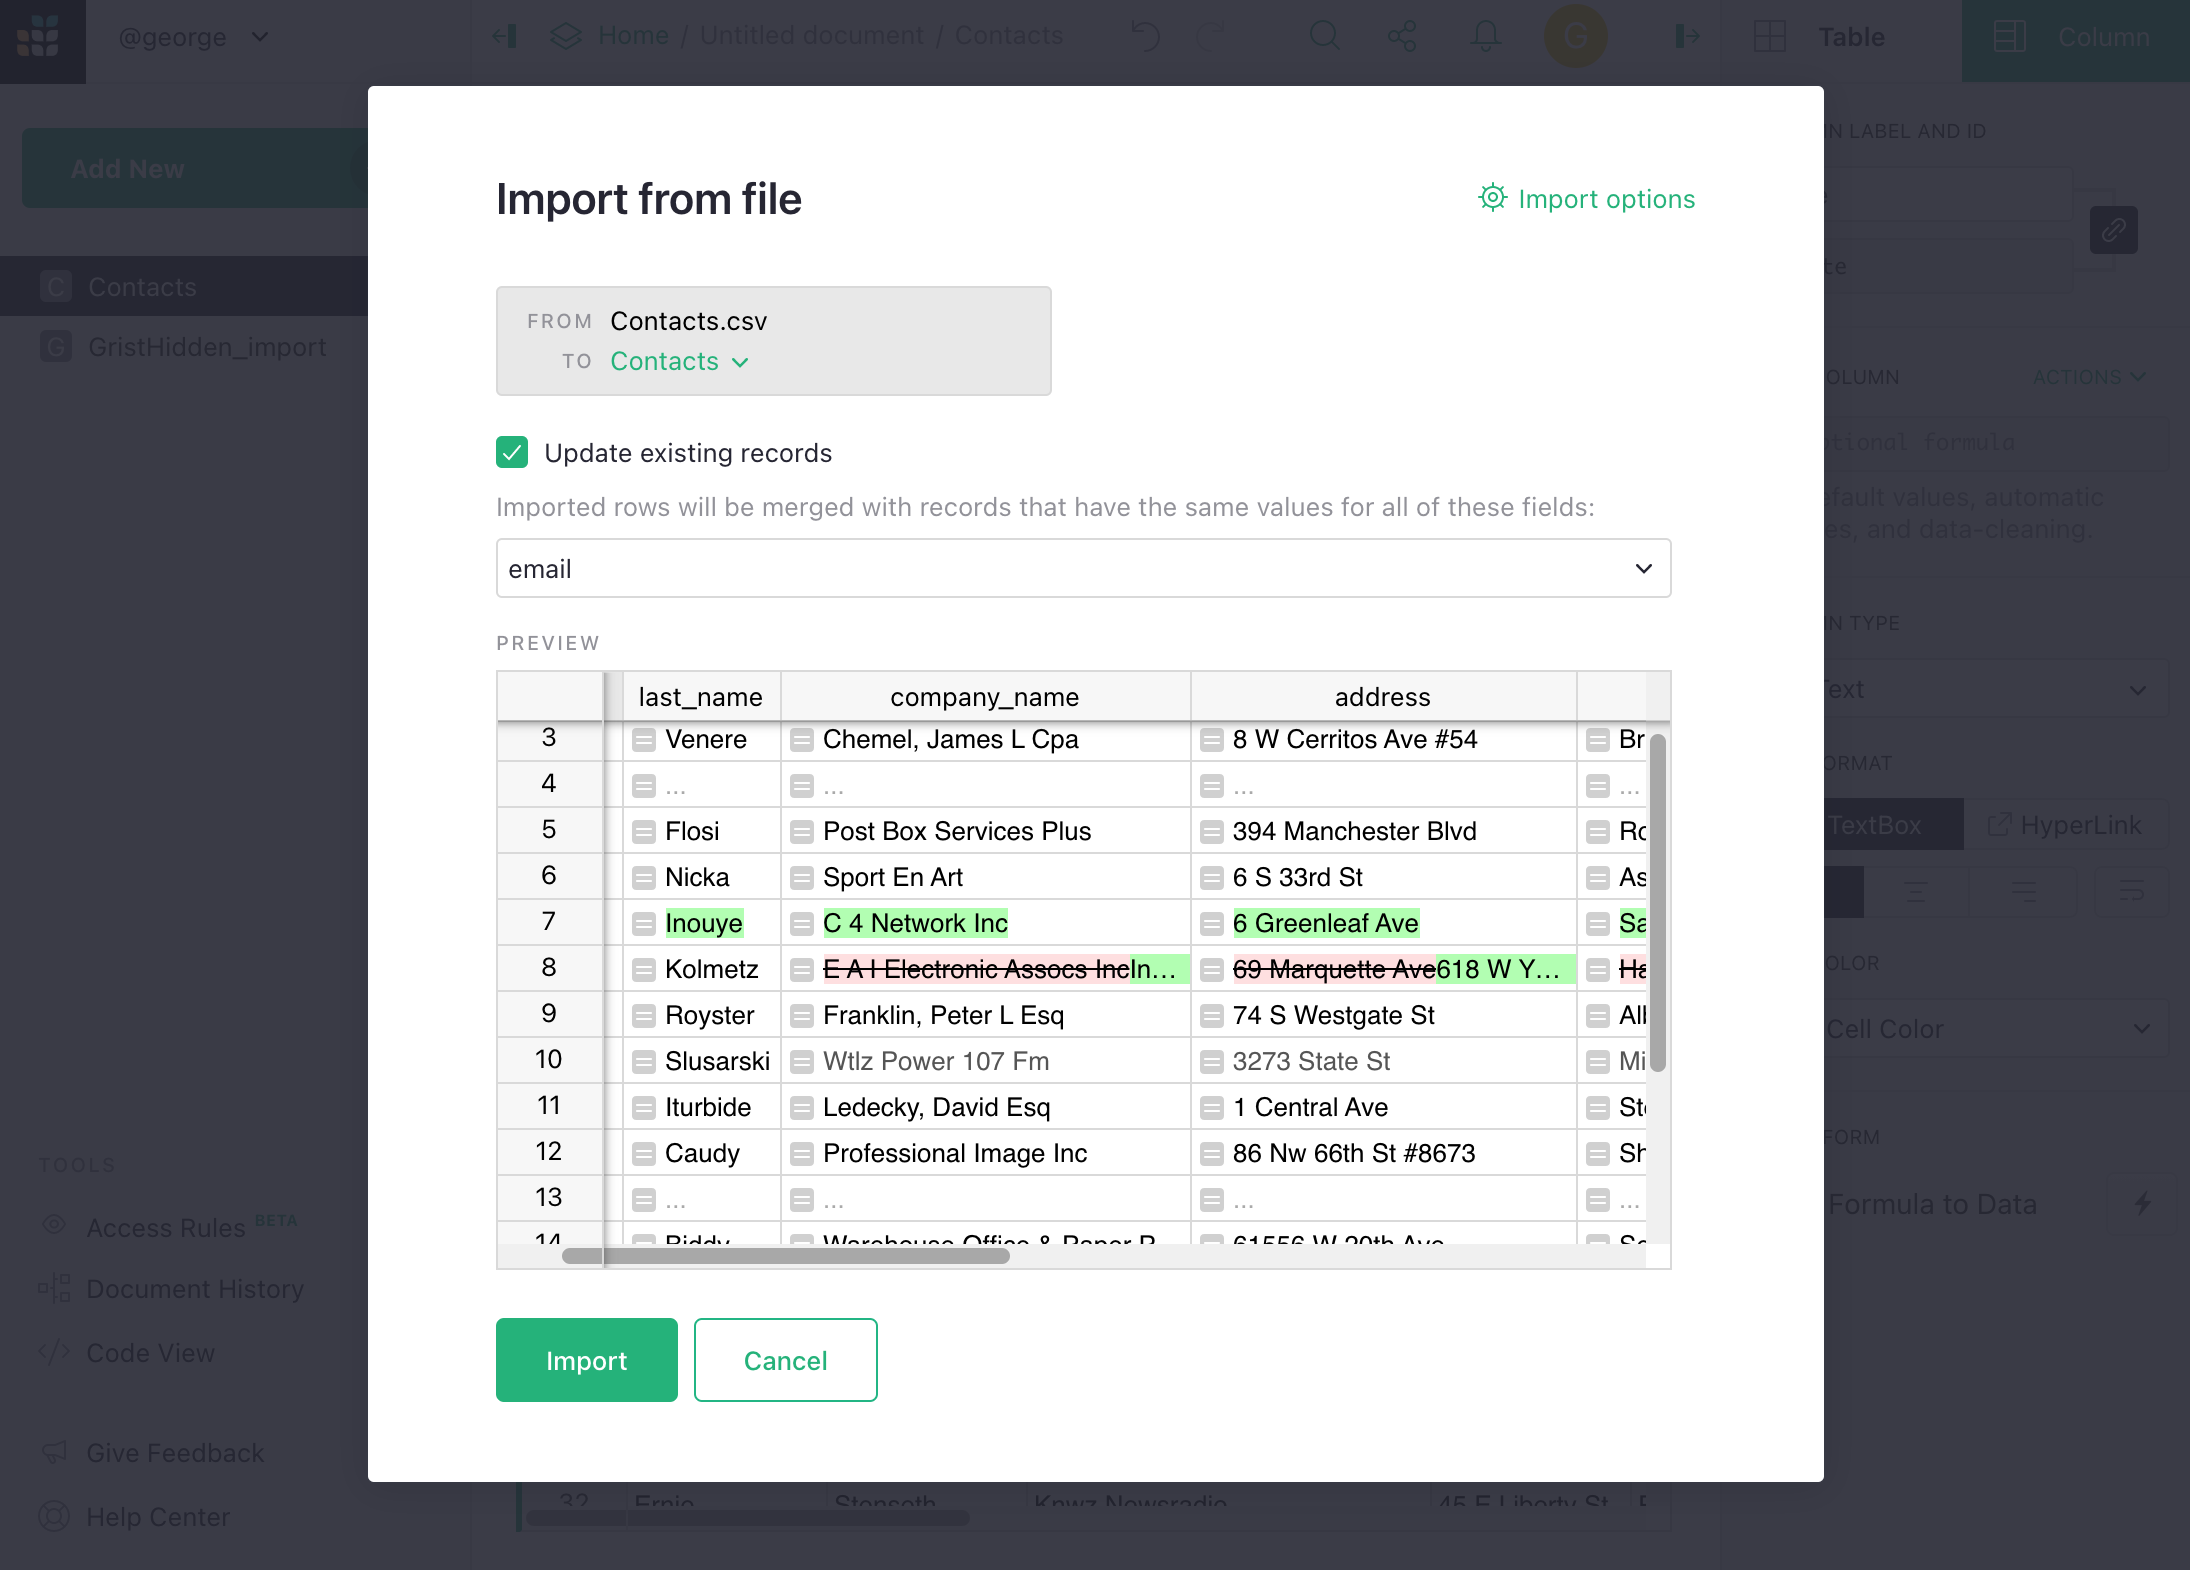 @george
Home / Untitled document / Contacts
G
Table
Column
Add New
C Contacts
G GristHidden_import
TOOLS
Access Rules BETA
Document History
Code View
Give Feedback
Help Center
Import from file
Import options
FROM Contacts.csv
TO Contacts
Update existing records
Imported rows will be merged with records that have the same values for all of these fields:
email
PREVIEW
last_name company_name address
3 Venere Chemel, James L Cpa 8 W Cerritos Ave #54 Br
4 ... ... ... ...
5 Flosi Post Box Services Plus 394 Manchester Blvd Ro
6 Nicka Sport En Art 6 S 33rd St As
7 Inouye C 4 Network Inc 6 Greenleaf Ave Sa
8 Kolmetz E A I Electronic Assocs IncIn... 69 Marquette Ave618 W Y... Ha
9 Royster Franklin, Peter L Esq 74 S Westgate St Alb
10 Slusarski Wtlz Power 107 Fm 3273 State St Mi
11 Iturbide Ledecky, David Esq 1 Central Ave Ste
12 Caudy Professional Image Inc 86 Nw 66th St #8673 Sh
13 ... ... ... ...
14 Biddy Warehouse Office & Paper P 61556 W 20th Ave Se
Import
Cancel
32 Ernie Stenseth Knwz Newsradio 45 E Liberty St
N LABEL AND ID
te
OLUMN
ACTIONS
tional formula
efault values, automatic
es, and data-cleaning.
N TYPE
Text
ORMAT
TextBox
HyperLink
OLOR
Cell Color
FORM
Formula to Data